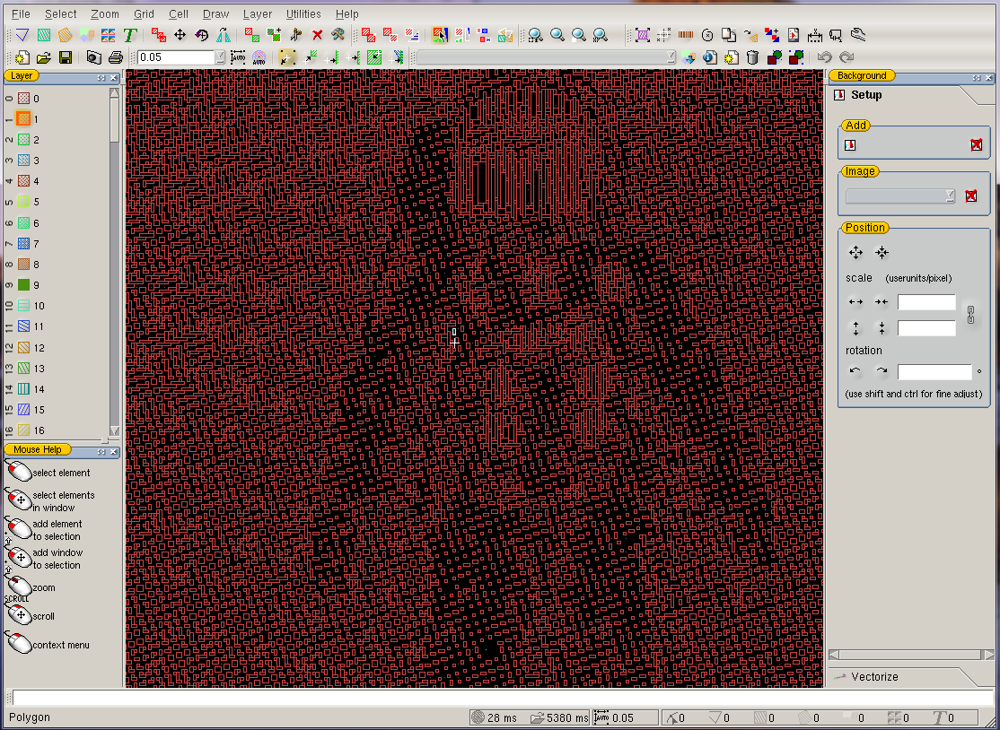 File Select Zoom Grid Cell Draw Layer Utilities Help
0.05 AUTO AUTO
Layer
0 0
1 1
2 2
3 3
4 4
5 5
6 6
7 7
8 8
9 9
10 10
11 11
12 12
13 13
14 14
15 15
16 16
Mouse Help
select element
select elements
in window
add element
to selection
add window
to selection
zoom
SCROLL
scroll
context menu
Background
Setup
Add
Image
Position
scale (userunits/pixel)
rotation
°
(use shift and ctrl for fine adjust)
Vectorize
Polygon 28 ms 5380 ms AUTO 0.05 0 0 0 0 0 0 0